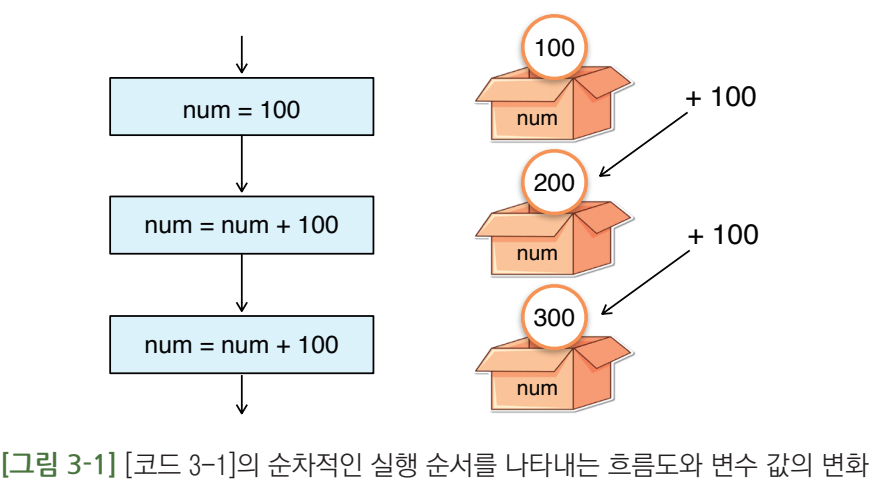 num = 100
num = num + 100
num = num + 100
100
num
+ 100
200
num
+ 100
300
num
[그림 3-1] [코드 3-1]의 순차적인 실행 순서를 나타내는 흐름도와 변수 값의 변화